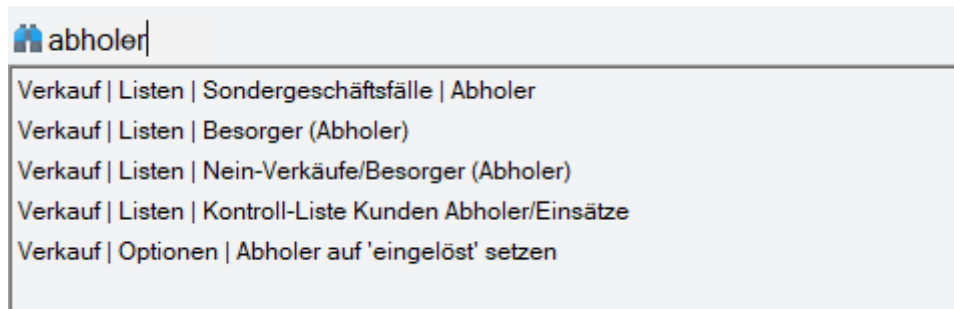 abholer
Verkauf | Listen | Sondergeschäftsfälle | Abholer
Verkauf | Listen | Besorger (Abholer)
Verkauf | Listen | Nein-Verkäufe/Besorger (Abholer)
Verkauf | Listen | Kontroll-Liste Kunden Abholer/Einsätze
Verkauf | Optionen | Abholer auf 'eingelöst' setzen